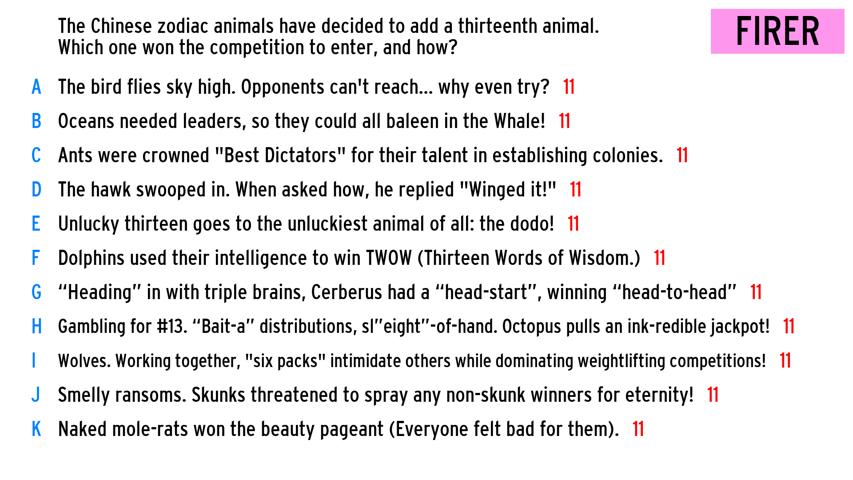 The Chinese zodiac animals have decided to add a thirteenth animal.
Which one won the competition to enter, and how?
FIRER
A The bird flies sky high. Opponents can't reach... why even try? 11
B Oceans needed leaders, so they could all baleen in the Whale! 11
C Ants were crowned "Best Dictators" for their talent in establishing colonies. 11
D The hawk swooped in. When asked how, he replied "Winged it!" 11
E Unlucky thirteen goes to the unluckiest animal of all: the dodo! 11
F Dolphins used their intelligence to win TWOW (Thirteen Words of Wisdom.) 11
G “Heading” in with triple brains, Cerberus had a “head-start”, winning “head-to-head” 11
H Gambling for #13. “Bait-a” distributions, sl”eight”-of-hand. Octopus pulls an ink-redible jackpot! 11
I Wolves. Working together, "six packs" intimidate others while dominating weightlifting competitions! 11
J Smelly ransoms. Skunks threatened to spray any non-skunk winners for eternity! 11
K Naked mole-rats won the beauty pageant (Everyone felt bad for them). 11